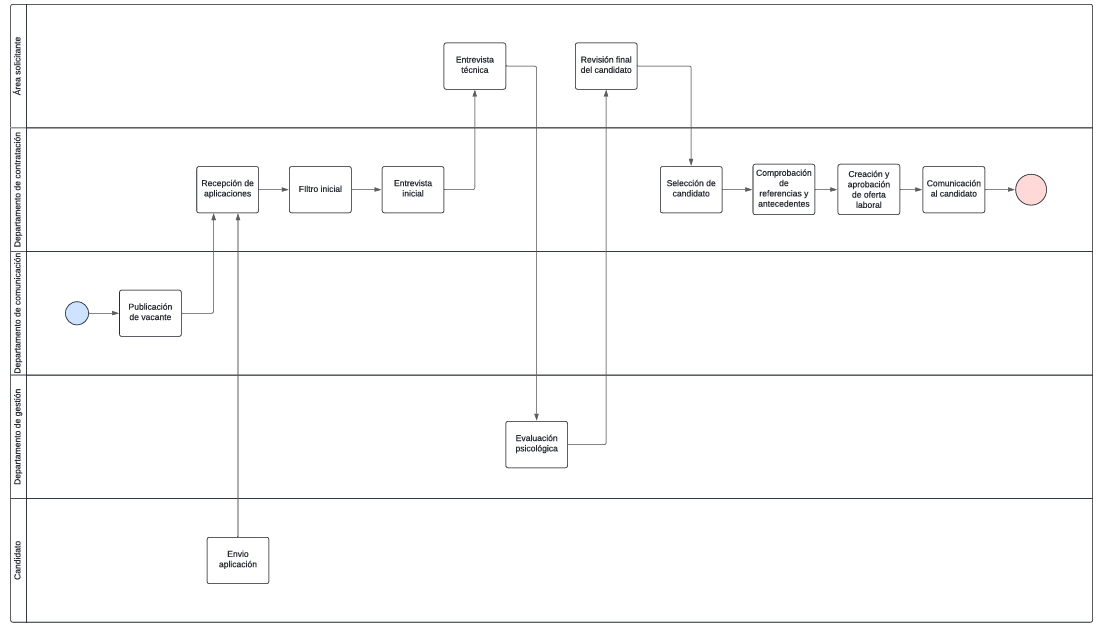 Área solicitante
Entrevista
técnica
Revisión final
del candidato
Departamento de contratación
Recepción de
aplicaciones
Filtro inicial
Entrevista
inicial
Selección de
candidato
Comprobación
de
referencias y
antecedentes
Creación y
aprobación
de oferta
laboral
Comunicación
al candidato
Departamento de comunicación
Publicación
de vacante
Departamento de gestión
Evaluación
psicológica
Candidato
Envio
aplicación